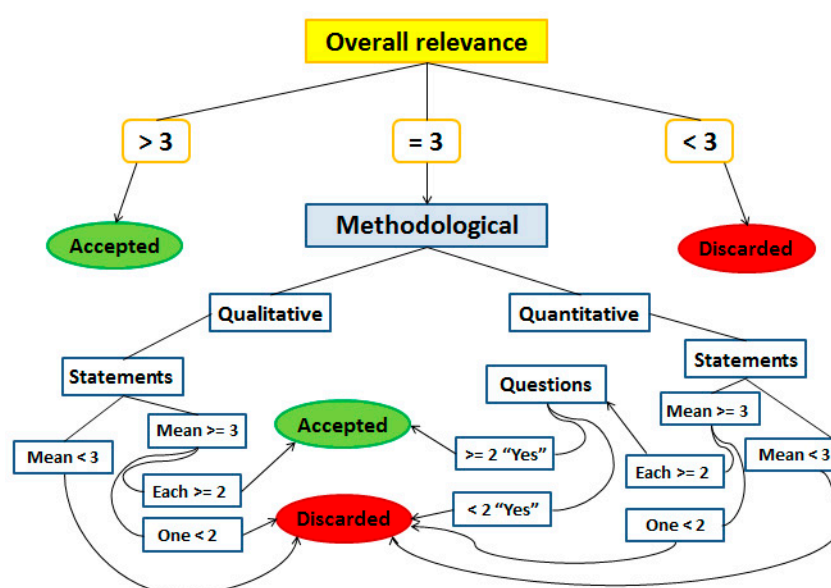 Overall relevance
> 3
= 3
< 3
Accepted
Methodological
Discarded
Qualitative
Quantitative
Statements
Questions
Statements
Mean < 3
Mean >= 3
Accepted
>= 2 “Yes”
Mean >= 3
Mean < 3
Each >= 2
Each >= 2
One < 2
Discarded
< 2 “Yes”
One < 2